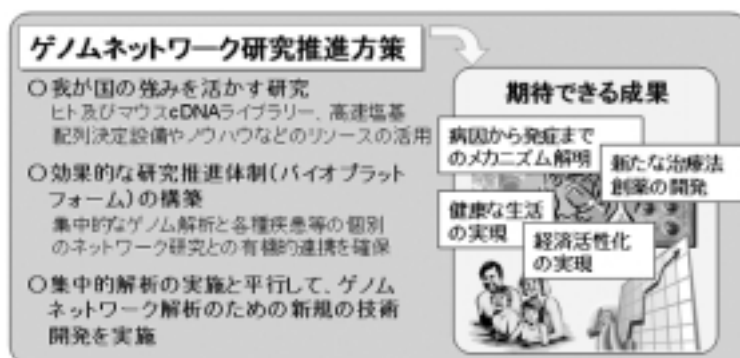 ゲノムネットワーク研究推進方策
○我が国の強みを活かす研究
ヒト及びマウスcDNAライブラリー、高速塩基
配列決定設備やノウハウなどのリソースの活用
○効果的な研究推進体制（バイオプラット
フォーム）の構築
集中的なゲノム解析と各種疾患等の個別
のネットワーク研究との有機的連携を確保
○集中的解析の実施と平行して、ゲノム
ネットワーク解析のための新規の技術
開発を実施
期待できる成果
病因から発症まで
のメカニズム解明
新たな治療法
創薬の開発
健康な生活
の実現
経済活性化
の実現